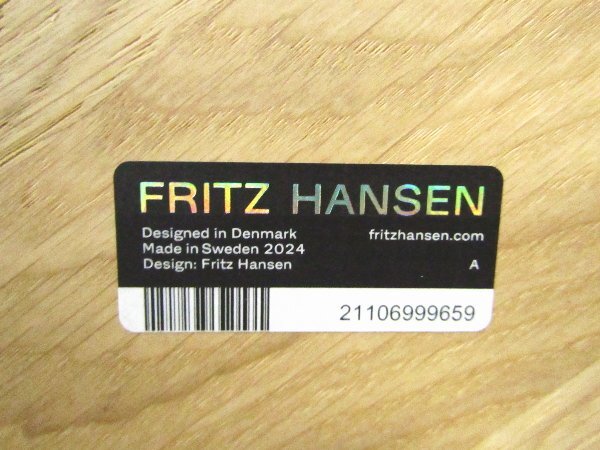 FRITZ HANSEN
Designed in Denmark fritzhansen.com
Made in Sweden 2024
Design: Fritz Hansen A
21106999659